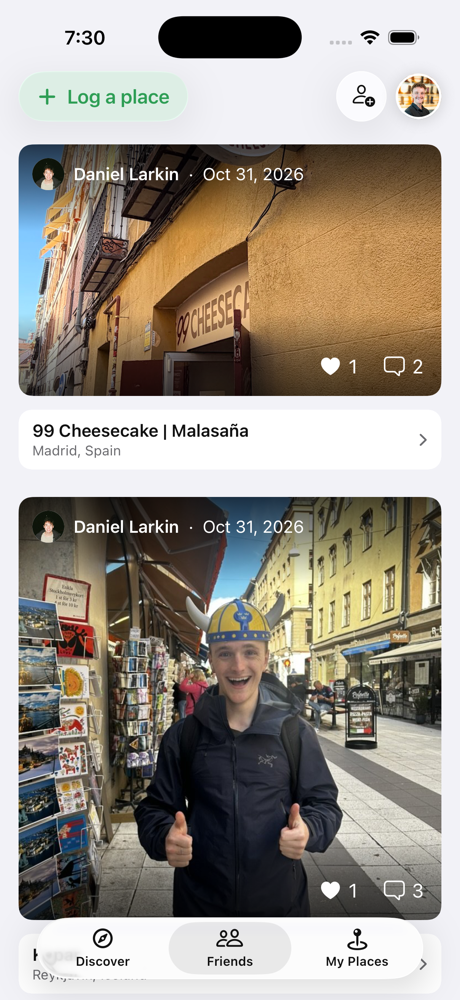 7:30
Log a place
Daniel Larkin · Oct 31, 2026
99 CHEESECA
1
2
99 Cheesecake | Malasaña
Madrid, Spain
Daniel Larkin · Oct 31, 2026
1
3
Discover
Friends
My Places